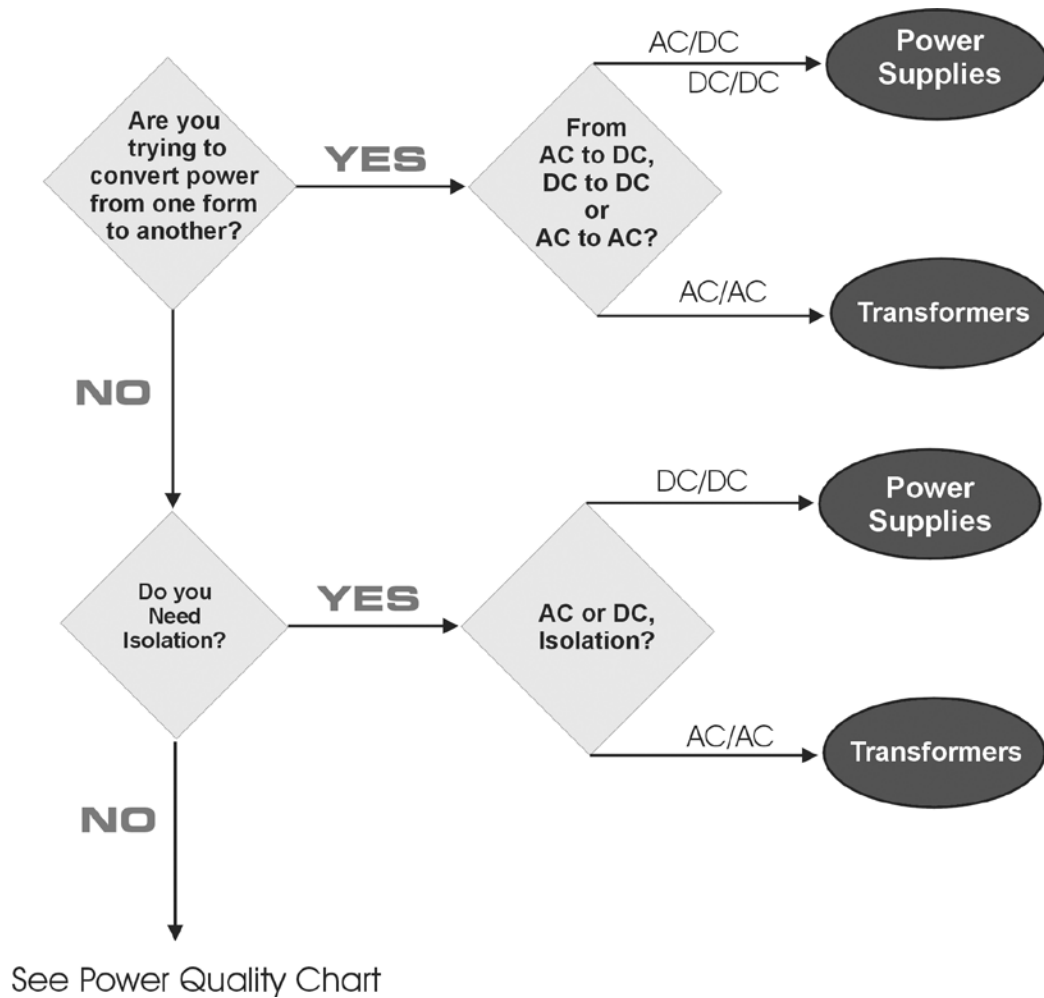 Are you
trying to
convert power
from one form
to another?
YES
From
AC to DC,
DC to DC
or
AC to AC?
AC/DC
DC/DC
Power
Supplies
AC/AC
Transformers
NO
Do you
Need
Isolation?
YES
AC or DC,
Isolation?
DC/DC
Power
Supplies
AC/AC
Transformers
NO
See Power Quality Chart